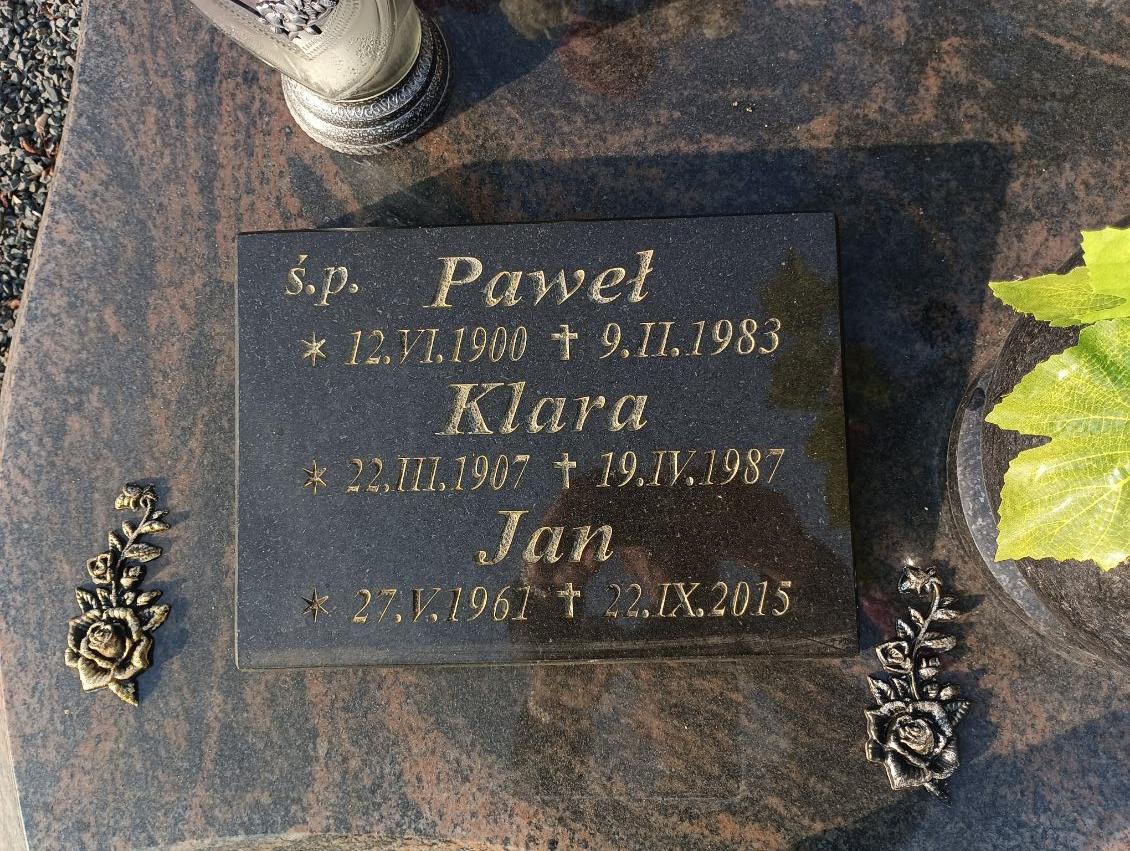 ś.p. Paweł
* 12.VI.1900 ✝ 9.II.1983
Klara
* 22.III.1907 ✝ 19.IV.1987
Jan
* 27.V.1961 ✝ 22.IX.2015